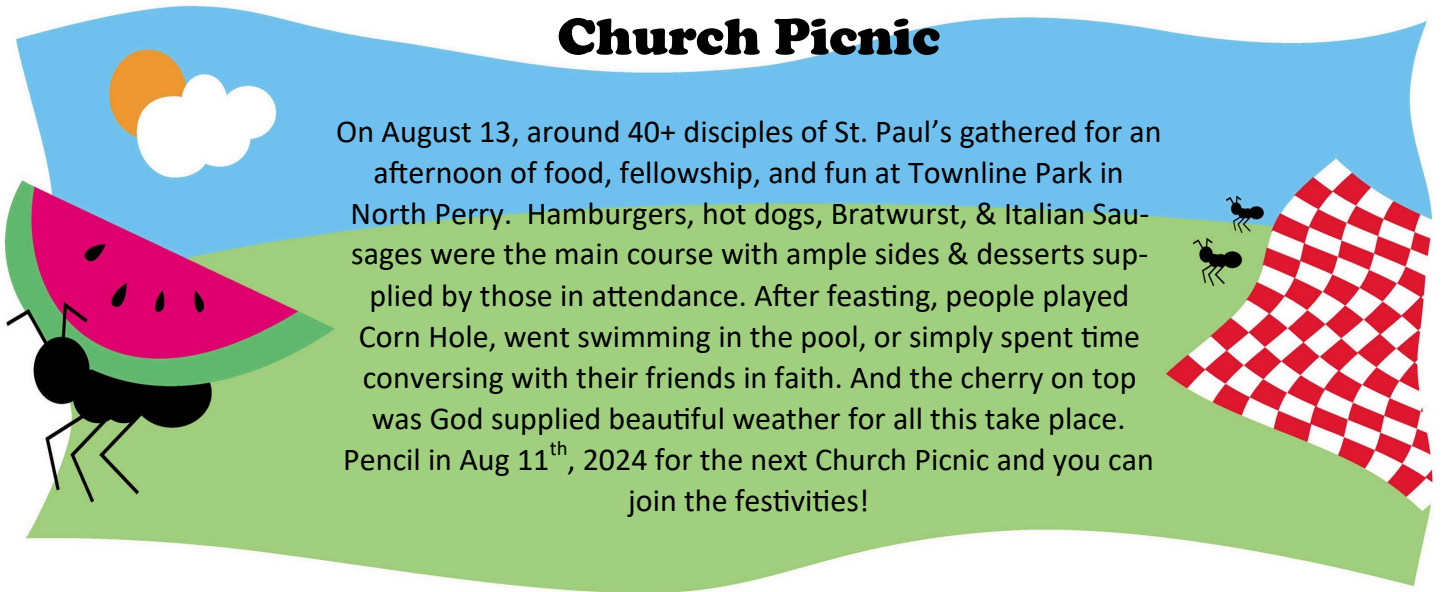 Church Picnic
On August 13, around 40+ disciples of St. Paul’s gathered for an
afternoon of food, fellowship, and fun at Townline Park in
North Perry.  Hamburgers, hot dogs, Bratwurst, & Italian Sau-
sages were the main course with ample sides & desserts sup-
plied by those in attendance. After feasting, people played
Corn Hole, went swimming in the pool, or simply spent time
conversing with their friends in faith. And the cherry on top
was God supplied beautiful weather for all this take place.
Pencil in Aug 11th, 2024 for the next Church Picnic and you can
join the festivities!